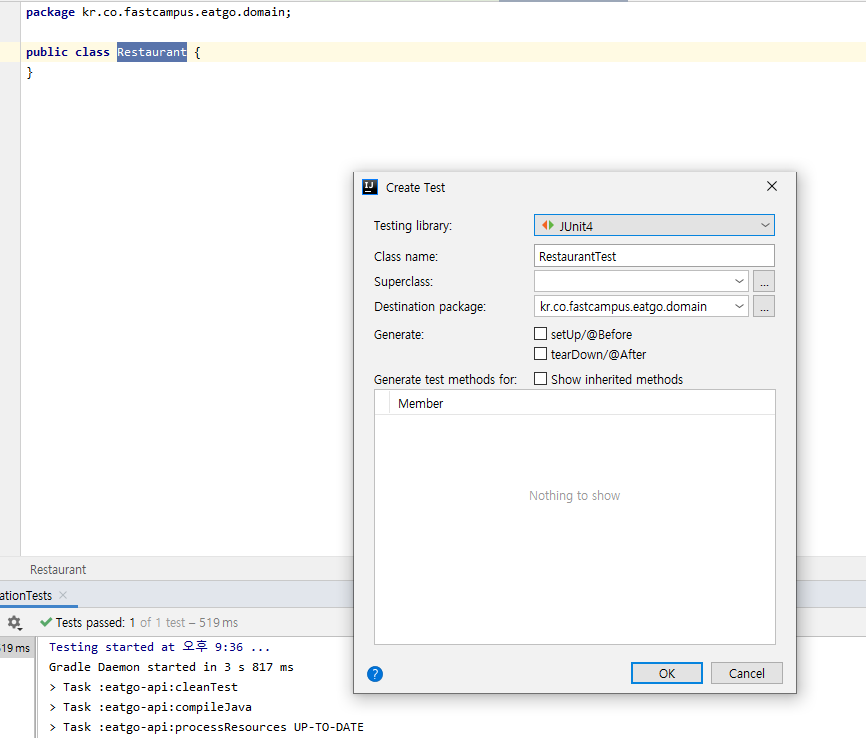 package kr.co.fastcampus.eatgo.domain;
public class Restaurant {
}
IJ
Create Test
Testing library:
JUnit4
Class name:
RestaurantTest
Superclass:
...
Destination package:
kr.co.fastcampus.eatgo.domain
...
Generate:
setUp/@Before
tearDown/@After
Generate test methods for:
Show inherited methods
Member
Nothing to show
?
OK
Cancel
Restaurant
ationTests
Tests passed: 1 of 1 test – 519 ms
19 ms
Testing started at 오후 9:36 ...
Gradle Daemon started in 3 s 817 ms
> Task :eatgo-api:cleanTest
> Task :eatgo-api:compileJava
> Task :eatgo-api:processResources UP-TO-DATE